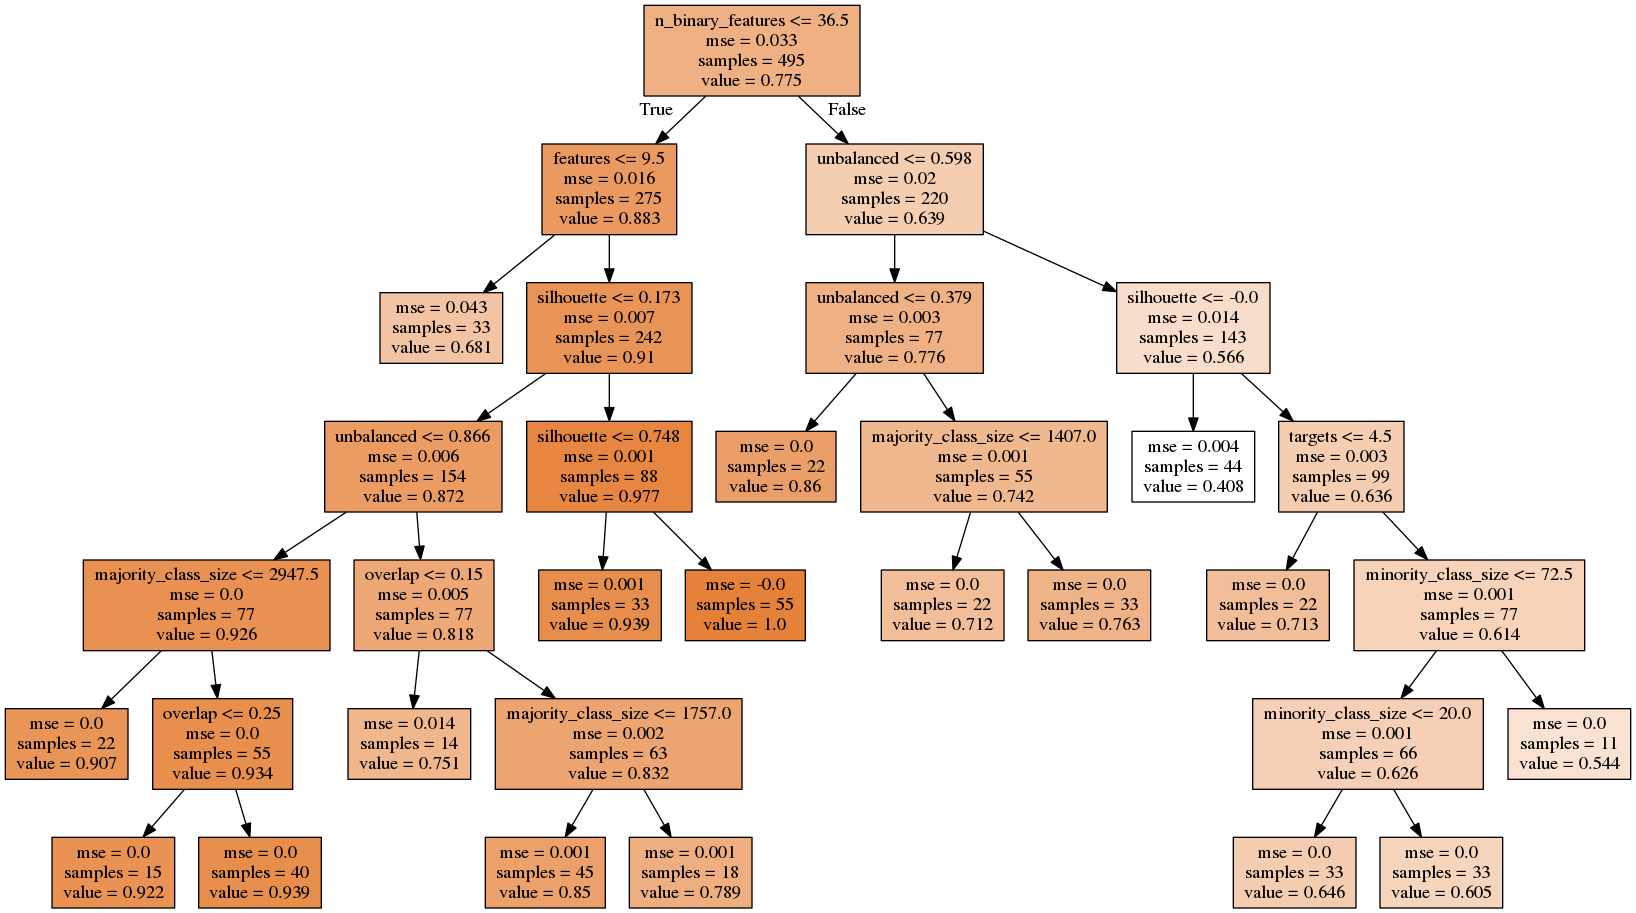 n_binary_features <= 36.5
mse = 0.033
samples = 495
value = 0.775
True
False
features <= 9.5
mse = 0.016
samples = 275
value = 0.883
unbalanced <= 0.598
mse = 0.02
samples = 220
value = 0.639
mse = 0.043
samples = 33
value = 0.681
silhouette <= 0.173
mse = 0.007
samples = 242
value = 0.91
unbalanced <= 0.379
mse = 0.003
samples = 77
value = 0.776
silhouette <= -0.0
mse = 0.014
samples = 143
value = 0.566
unbalanced <= 0.866
mse = 0.006
samples = 154
value = 0.872
silhouette <= 0.748
mse = 0.001
samples = 88
value = 0.977
mse = 0.0
samples = 22
value = 0.86
majority_class_size <= 1407.0
mse = 0.001
samples = 55
value = 0.742
mse = 0.004
samples = 44
value = 0.408
targets <= 4.5
mse = 0.003
samples = 99
value = 0.636
majority_class_size <= 2947.5
mse = 0.0
samples = 77
value = 0.926
overlap <= 0.15
mse = 0.005
samples = 77
value = 0.818
mse = 0.001
samples = 33
value = 0.939
mse = -0.0
samples = 55
value = 1.0
mse = 0.0
samples = 22
value = 0.712
mse = 0.0
samples = 33
value = 0.763
mse = 0.0
samples = 22
value = 0.713
minority_class_size <= 72.5
mse = 0.001
samples = 77
value = 0.614
mse = 0.0
samples = 22
value = 0.907
overlap <= 0.25
mse = 0.0
samples = 55
value = 0.934
mse = 0.014
samples = 14
value = 0.751
majority_class_size <= 1757.0
mse = 0.002
samples = 63
value = 0.832
minority_class_size <= 20.0
mse = 0.001
samples = 66
value = 0.626
mse = 0.0
samples = 11
value = 0.544
mse = 0.0
samples = 15
value = 0.922
mse = 0.0
samples = 40
value = 0.939
mse = 0.001
samples = 45
value = 0.85
mse = 0.001
samples = 18
value = 0.789
mse = 0.0
samples = 33
value = 0.646
mse = 0.0
samples = 33
value = 0.605